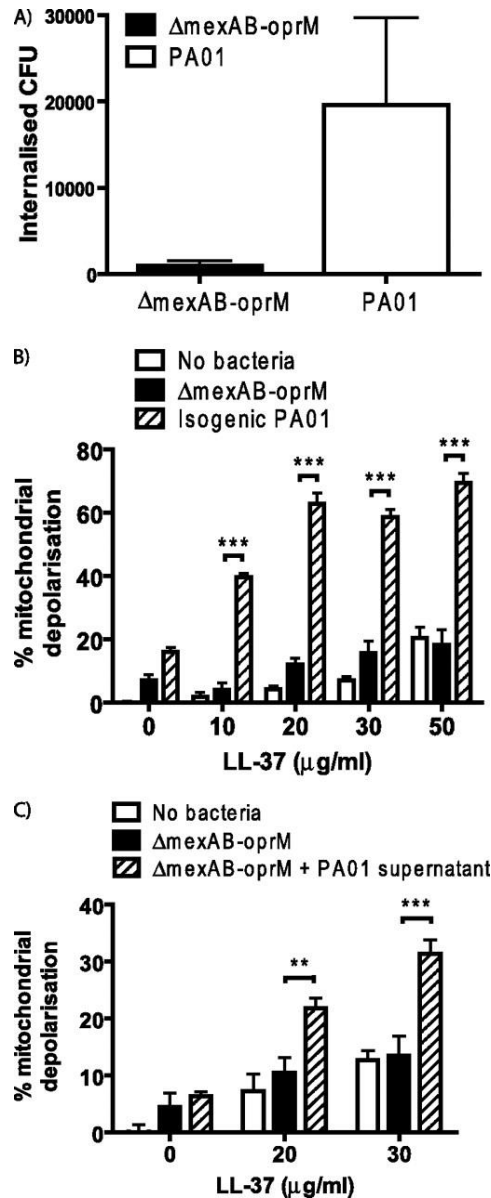 A)
ΔmexAB-oprM
PA01
Internalised CFU
30000
20000
10000
0
ΔmexAB-oprM PA01
B)
No bacteria
ΔmexAB-oprM
Isogenic PA01
% mitochondrial
depolarisation
80
60
40
20
0
*** *** *** ***
0 10 20 30 50
LL-37 (μg/ml)
C)
No bacteria
ΔmexAB-oprM
ΔmexAB-oprM + PA01 supernatant
% mitochondrial
depolarisation
40
30
20
10
0
** ***
0 20 30
LL-37 (μg/ml)